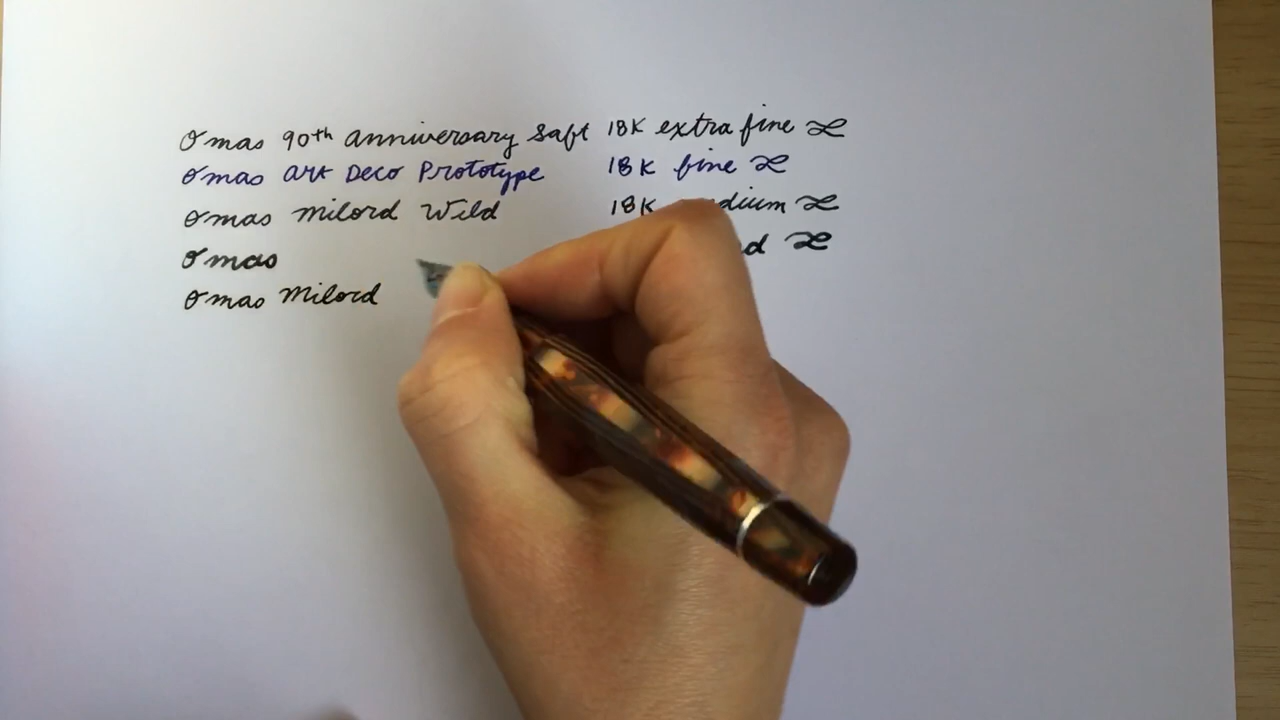 Omas 90th anniversary Saft 18K extra fine
Omas Art Deco Prototype 18K fine
Omas Milord Wild 18K
Omas
Omas Milord